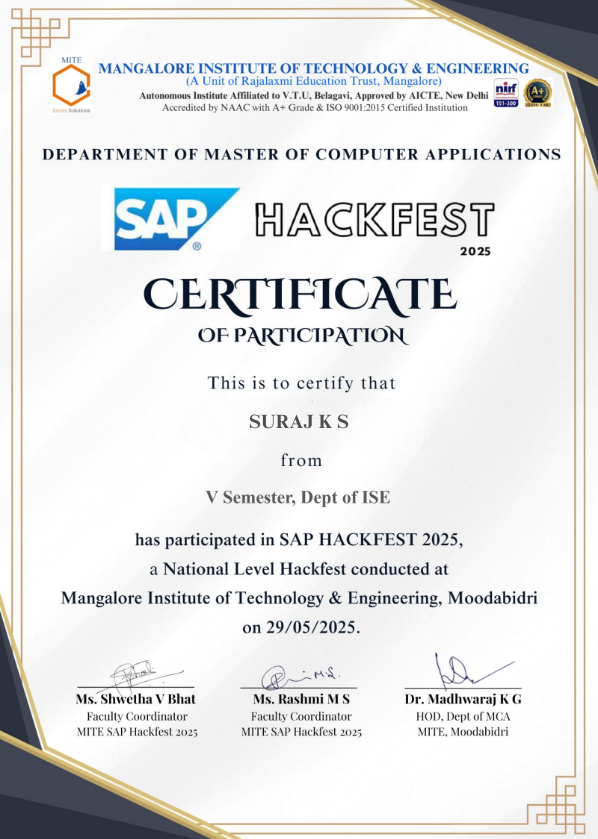 MITE
Invent Solutions
MANGALORE INSTITUTE OF TECHNOLOGY & ENGINEERING
(A Unit of Rajalaxmi Education Trust, Mangalore)
Autonomous Institute Affiliated to V.T.U, Belagavi, Approved by AICTE, New Delhi
Accredited by NAAC with A+ Grade & ISO 9001:2015 Certified Institution
nirf
151-300
A+
DEPARTMENT OF MASTER OF COMPUTER APPLICATIONS
SAP ®
HACKFEST
2025
CERTIFICATE
OF PARTICIPATION
This is to certify that
SURAJ K S
from
V Semester, Dept of ISE
has participated in SAP HACKFEST 2025,
a National Level Hackfest conducted at
Mangalore Institute of Technology & Engineering, Moodabidri
on 29/05/2025.
Ms. Shwetha V Bhat
Faculty Coordinator
MITE SAP Hackfest 2025
Ms. Rashmi M S
Faculty Coordinator
MITE SAP Hackfest 2025
Dr. Madhwaraj K G
HOD, Dept of MCA
MITE, Moodabidri